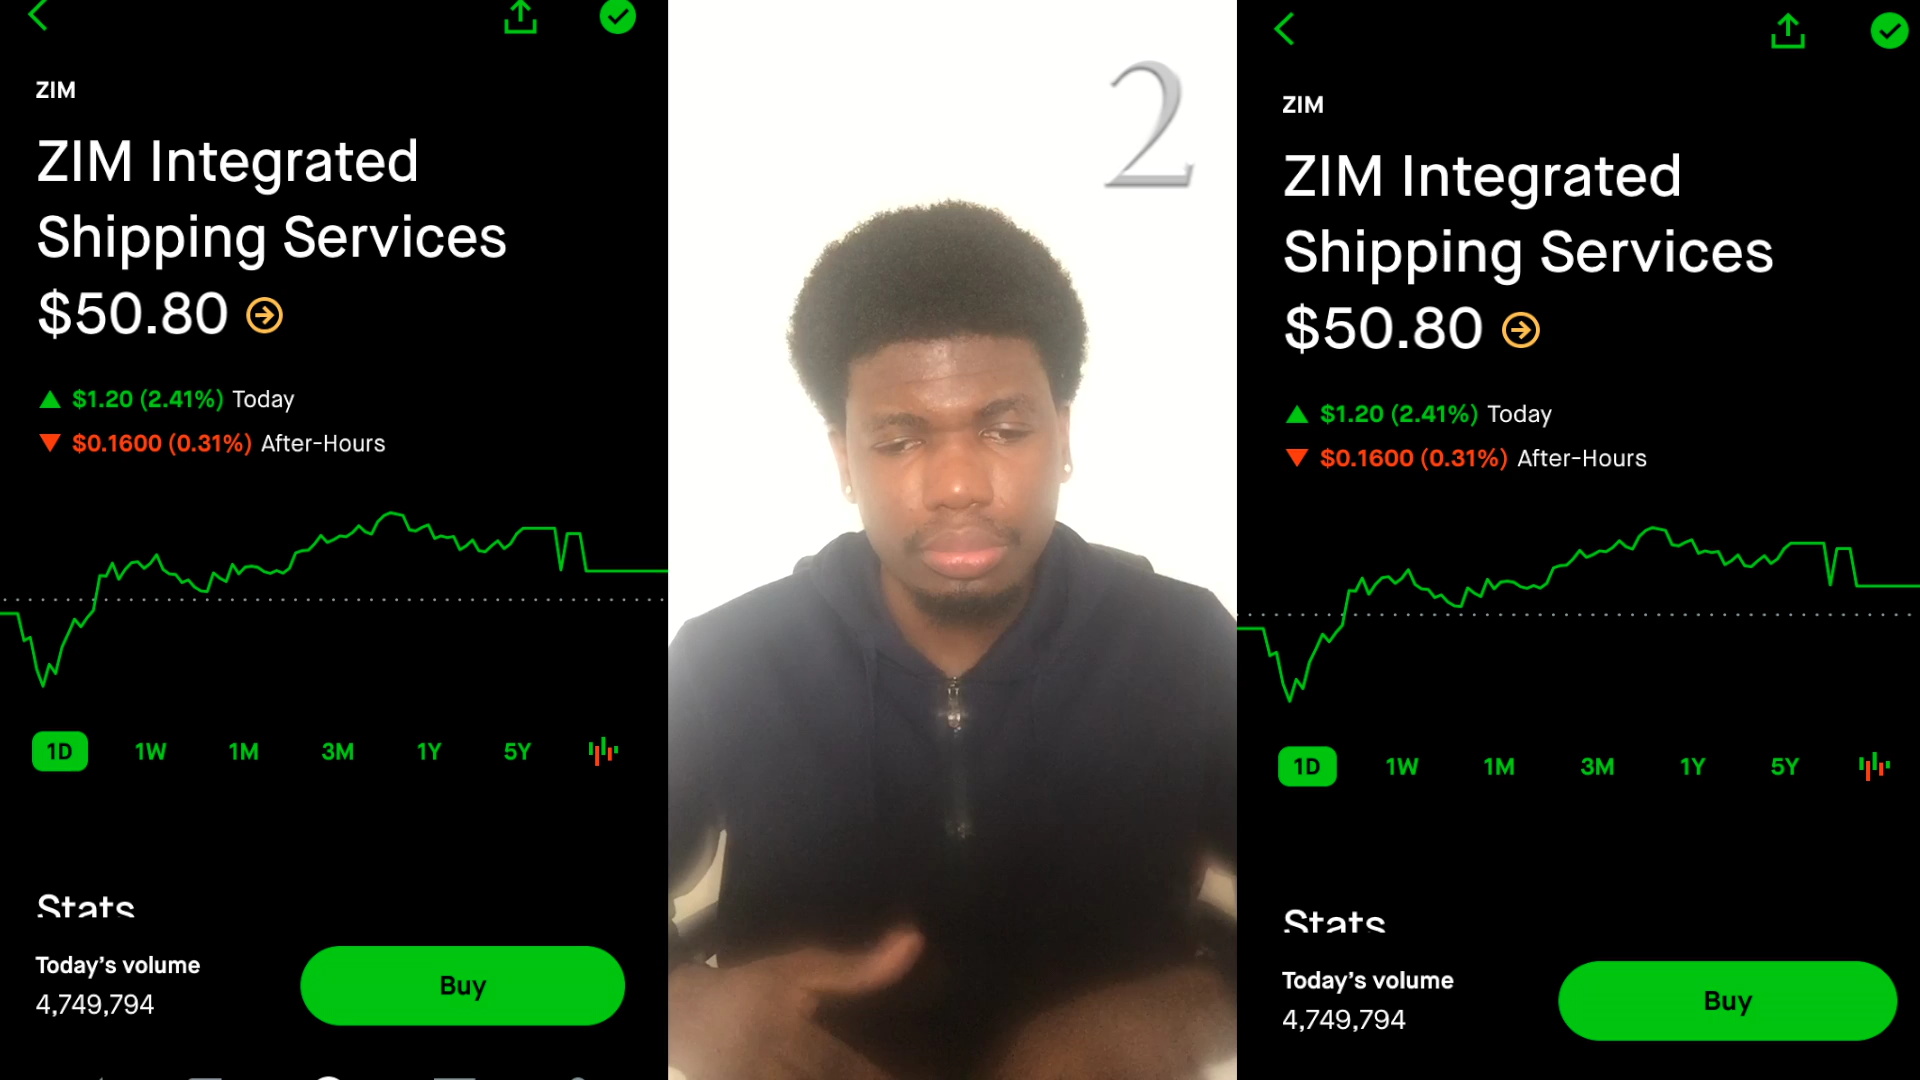 ZIM
ZIM Integrated
Shipping Services
$50.80
$1.20 (2.41%) Today
$0.1600 (0.31%) After-Hours
1D 1W 1M 3M 1Y 5Y
Stats
Today's volume
4,749,794
Buy
2
ZIM
ZIM Integrated
Shipping Services
$50.80
$1.20 (2.41%) Today
$0.1600 (0.31%) After-Hours
1D 1W 1M 3M 1Y 5Y
Stats
Today's volume
4,749,794
Buy